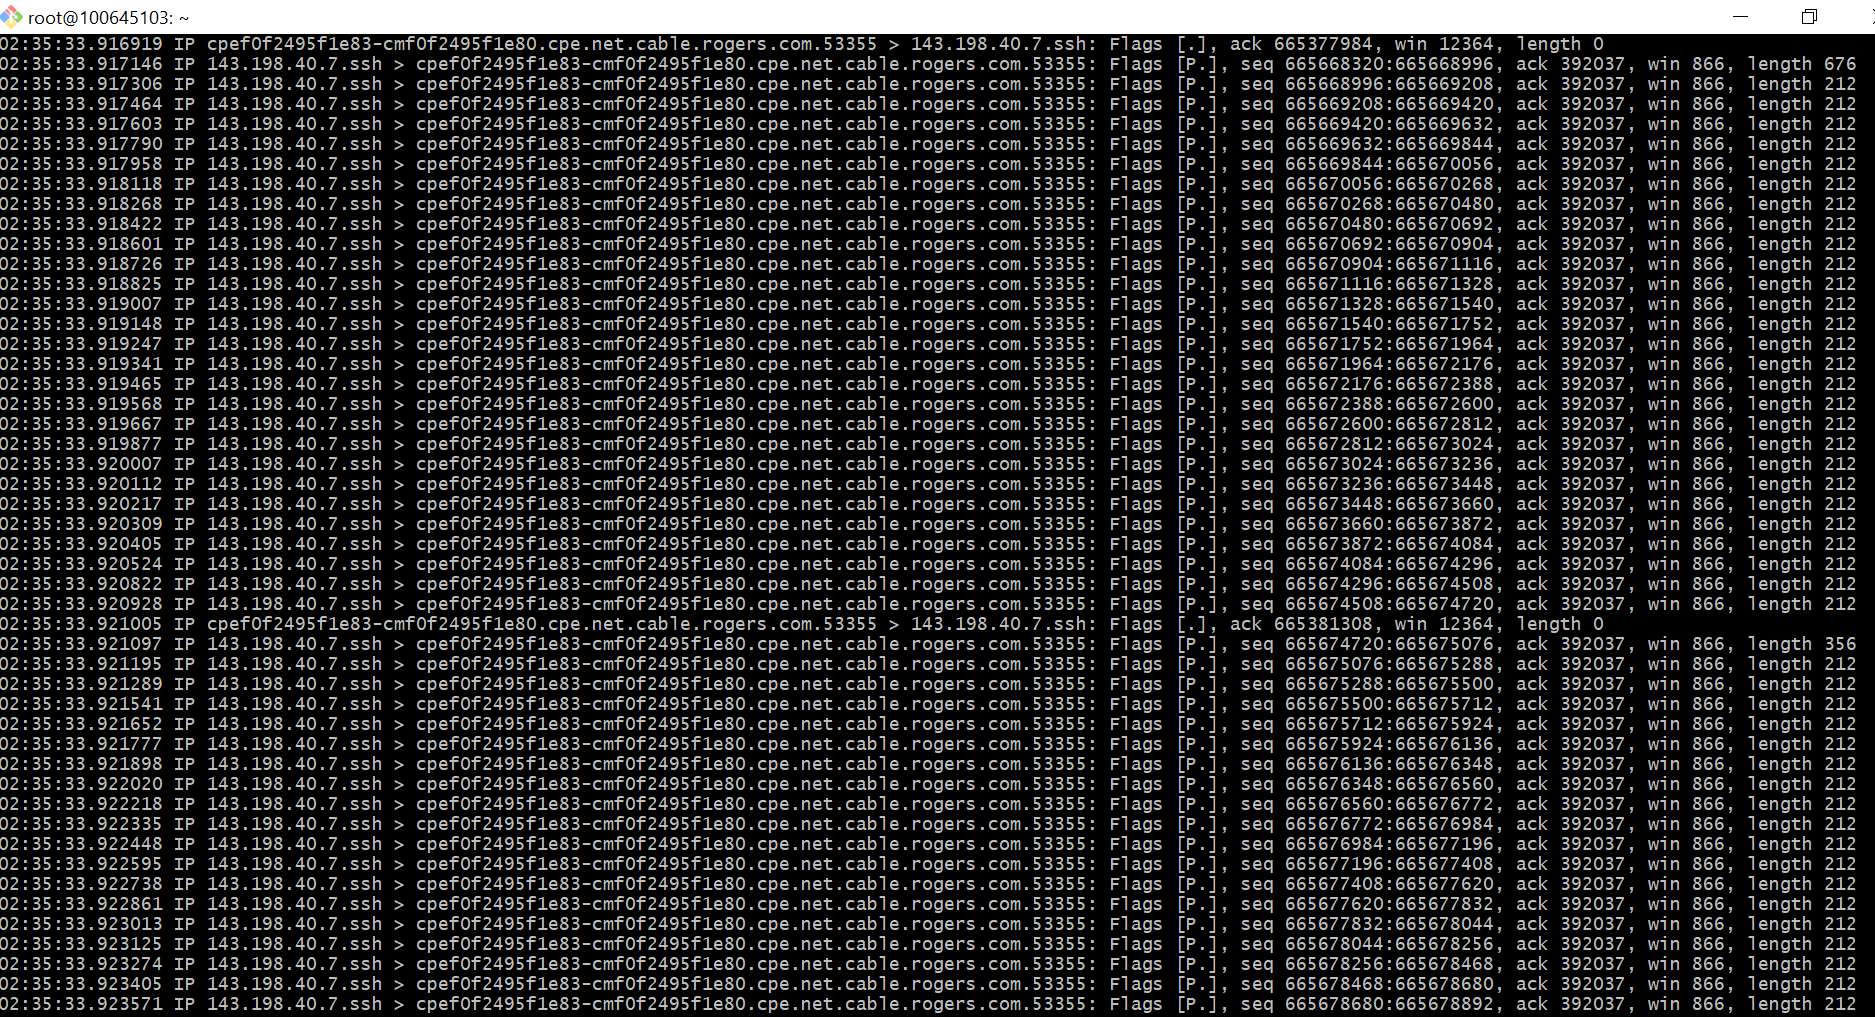 root@100645103: ~
02:35:33.916919 IP cpef0f2495f1e83-cmf0f2495f1e80.cpe.net.cable.rogers.com.53355 > 143.198.40.7.ssh: Flags [.], ack 665377984, win 12364, length 0
02:35:33.917146 IP 143.198.40.7.ssh > cpef0f2495f1e83-cmf0f2495f1e80.cpe.net.cable.rogers.com.53355: Flags [P.], seq 665668320:665668996, ack 392037, win 866, length 676
02:35:33.917306 IP 143.198.40.7.ssh > cpef0f2495f1e83-cmf0f2495f1e80.cpe.net.cable.rogers.com.53355: Flags [P.], seq 665668996:665669208, ack 392037, win 866, length 212
02:35:33.917464 IP 143.198.40.7.ssh > cpef0f2495f1e83-cmf0f2495f1e80.cpe.net.cable.rogers.com.53355: Flags [P.], seq 665669208:665669420, ack 392037, win 866, length 212
02:35:33.917603 IP 143.198.40.7.ssh > cpef0f2495f1e83-cmf0f2495f1e80.cpe.net.cable.rogers.com.53355: Flags [P.], seq 665669420:665669632, ack 392037, win 866, length 212
02:35:33.917790 IP 143.198.40.7.ssh > cpef0f2495f1e83-cmf0f2495f1e80.cpe.net.cable.rogers.com.53355: Flags [P.], seq 665669632:665669844, ack 392037, win 866, length 212
02:35:33.917958 IP 143.198.40.7.ssh > cpef0f2495f1e83-cmf0f2495f1e80.cpe.net.cable.rogers.com.53355: Flags [P.], seq 665669844:665670056, ack 392037, win 866, length 212
02:35:33.918118 IP 143.198.40.7.ssh > cpef0f2495f1e83-cmf0f2495f1e80.cpe.net.cable.rogers.com.53355: Flags [P.], seq 665670056:665670268, ack 392037, win 866, length 212
02:35:33.918268 IP 143.198.40.7.ssh > cpef0f2495f1e83-cmf0f2495f1e80.cpe.net.cable.rogers.com.53355: Flags [P.], seq 665670268:665670480, ack 392037, win 866, length 212
02:35:33.918422 IP 143.198.40.7.ssh > cpef0f2495f1e83-cmf0f2495f1e80.cpe.net.cable.rogers.com.53355: Flags [P.], seq 665670480:665670692, ack 392037, win 866, length 212
02:35:33.918601 IP 143.198.40.7.ssh > cpef0f2495f1e83-cmf0f2495f1e80.cpe.net.cable.rogers.com.53355: Flags [P.], seq 665670692:665670904, ack 392037, win 866, length 212
02:35:33.918726 IP 143.198.40.7.ssh > cpef0f2495f1e83-cmf0f2495f1e80.cpe.net.cable.rogers.com.53355: Flags [P.], seq 665670904:665671116, ack 392037, win 866, length 212
02:35:33.918825 IP 143.198.40.7.ssh > cpef0f2495f1e83-cmf0f2495f1e80.cpe.net.cable.rogers.com.53355: Flags [P.], seq 665671116:665671328, ack 392037, win 866, length 212
02:35:33.919007 IP 143.198.40.7.ssh > cpef0f2495f1e83-cmf0f2495f1e80.cpe.net.cable.rogers.com.53355: Flags [P.], seq 665671328:665671540, ack 392037, win 866, length 212
02:35:33.919148 IP 143.198.40.7.ssh > cpef0f2495f1e83-cmf0f2495f1e80.cpe.net.cable.rogers.com.53355: Flags [P.], seq 665671540:665671752, ack 392037, win 866, length 212
02:35:33.919247 IP 143.198.40.7.ssh > cpef0f2495f1e83-cmf0f2495f1e80.cpe.net.cable.rogers.com.53355: Flags [P.], seq 665671752:665671964, ack 392037, win 866, length 212
02:35:33.919341 IP 143.198.40.7.ssh > cpef0f2495f1e83-cmf0f2495f1e80.cpe.net.cable.rogers.com.53355: Flags [P.], seq 665671964:665672176, ack 392037, win 866, length 212
02:35:33.919465 IP 143.198.40.7.ssh > cpef0f2495f1e83-cmf0f2495f1e80.cpe.net.cable.rogers.com.53355: Flags [P.], seq 665672176:665672388, ack 392037, win 866, length 212
02:35:33.919568 IP 143.198.40.7.ssh > cpef0f2495f1e83-cmf0f2495f1e80.cpe.net.cable.rogers.com.53355: Flags [P.], seq 665672388:665672600, ack 392037, win 866, length 212
02:35:33.919667 IP 143.198.40.7.ssh > cpef0f2495f1e83-cmf0f2495f1e80.cpe.net.cable.rogers.com.53355: Flags [P.], seq 665672600:665672812, ack 392037, win 866, length 212
02:35:33.919877 IP 143.198.40.7.ssh > cpef0f2495f1e83-cmf0f2495f1e80.cpe.net.cable.rogers.com.53355: Flags [P.], seq 665672812:665673024, ack 392037, win 866, length 212
02:35:33.920007 IP 143.198.40.7.ssh > cpef0f2495f1e83-cmf0f2495f1e80.cpe.net.cable.rogers.com.53355: Flags [P.], seq 665673024:665673236, ack 392037, win 866, length 212
02:35:33.920112 IP 143.198.40.7.ssh > cpef0f2495f1e83-cmf0f2495f1e80.cpe.net.cable.rogers.com.53355: Flags [P.], seq 665673236:665673448, ack 392037, win 866, length 212
02:35:33.920217 IP 143.198.40.7.ssh > cpef0f2495f1e83-cmf0f2495f1e80.cpe.net.cable.rogers.com.53355: Flags [P.], seq 665673448:665673660, ack 392037, win 866, length 212
02:35:33.920309 IP 143.198.40.7.ssh > cpef0f2495f1e83-cmf0f2495f1e80.cpe.net.cable.rogers.com.53355: Flags [P.], seq 665673660:665673872, ack 392037, win 866, length 212
02:35:33.920405 IP 143.198.40.7.ssh > cpef0f2495f1e83-cmf0f2495f1e80.cpe.net.cable.rogers.com.53355: Flags [P.], seq 665673872:665674084, ack 392037, win 866, length 212
02:35:33.920524 IP 143.198.40.7.ssh > cpef0f2495f1e83-cmf0f2495f1e80.cpe.net.cable.rogers.com.53355: Flags [P.], seq 665674084:665674296, ack 392037, win 866, length 212
02:35:33.920822 IP 143.198.40.7.ssh > cpef0f2495f1e83-cmf0f2495f1e80.cpe.net.cable.rogers.com.53355: Flags [P.], seq 665674296:665674508, ack 392037, win 866, length 212
02:35:33.920928 IP 143.198.40.7.ssh > cpef0f2495f1e83-cmf0f2495f1e80.cpe.net.cable.rogers.com.53355: Flags [P.], seq 665674508:665674720, ack 392037, win 866, length 212
02:35:33.921005 IP cpef0f2495f1e83-cmf0f2495f1e80.cpe.net.cable.rogers.com.53355 > 143.198.40.7.ssh: Flags [.], ack 665381308, win 12364, length 0
02:35:33.921097 IP 143.198.40.7.ssh > cpef0f2495f1e83-cmf0f2495f1e80.cpe.net.cable.rogers.com.53355: Flags [P.], seq 665674720:665675076, ack 392037, win 866, length 356
02:35:33.921195 IP 143.198.40.7.ssh > cpef0f2495f1e83-cmf0f2495f1e80.cpe.net.cable.rogers.com.53355: Flags [P.], seq 665675076:665675288, ack 392037, win 866, length 212
02:35:33.921289 IP 143.198.40.7.ssh > cpef0f2495f1e83-cmf0f2495f1e80.cpe.net.cable.rogers.com.53355: Flags [P.], seq 665675288:665675500, ack 392037, win 866, length 212
02:35:33.921541 IP 143.198.40.7.ssh > cpef0f2495f1e83-cmf0f2495f1e80.cpe.net.cable.rogers.com.53355: Flags [P.], seq 665675500:665675712, ack 392037, win 866, length 212
02:35:33.921652 IP 143.198.40.7.ssh > cpef0f2495f1e83-cmf0f2495f1e80.cpe.net.cable.rogers.com.53355: Flags [P.], seq 665675712:665675924, ack 392037, win 866, length 212
02:35:33.921777 IP 143.198.40.7.ssh > cpef0f2495f1e83-cmf0f2495f1e80.cpe.net.cable.rogers.com.53355: Flags [P.], seq 665675924:665676136, ack 392037, win 866, length 212
02:35:33.921898 IP 143.198.40.7.ssh > cpef0f2495f1e83-cmf0f2495f1e80.cpe.net.cable.rogers.com.53355: Flags [P.], seq 665676136:665676348, ack 392037, win 866, length 212
02:35:33.922020 IP 143.198.40.7.ssh > cpef0f2495f1e83-cmf0f2495f1e80.cpe.net.cable.rogers.com.53355: Flags [P.], seq 665676348:665676560, ack 392037, win 866, length 212
02:35:33.922218 IP 143.198.40.7.ssh > cpef0f2495f1e83-cmf0f2495f1e80.cpe.net.cable.rogers.com.53355: Flags [P.], seq 665676560:665676772, ack 392037, win 866, length 212
02:35:33.922335 IP 143.198.40.7.ssh > cpef0f2495f1e83-cmf0f2495f1e80.cpe.net.cable.rogers.com.53355: Flags [P.], seq 665676772:665676984, ack 392037, win 866, length 212
02:35:33.922448 IP 143.198.40.7.ssh > cpef0f2495f1e83-cmf0f2495f1e80.cpe.net.cable.rogers.com.53355: Flags [P.], seq 665676984:665677196, ack 392037, win 866, length 212
02:35:33.922595 IP 143.198.40.7.ssh > cpef0f2495f1e83-cmf0f2495f1e80.cpe.net.cable.rogers.com.53355: Flags [P.], seq 665677196:665677408, ack 392037, win 866, length 212
02:35:33.922738 IP 143.198.40.7.ssh > cpef0f2495f1e83-cmf0f2495f1e80.cpe.net.cable.rogers.com.53355: Flags [P.], seq 665677408:665677620, ack 392037, win 866, length 212
02:35:33.922861 IP 143.198.40.7.ssh > cpef0f2495f1e83-cmf0f2495f1e80.cpe.net.cable.rogers.com.53355: Flags [P.], seq 665677620:665677832, ack 392037, win 866, length 212
02:35:33.923013 IP 143.198.40.7.ssh > cpef0f2495f1e83-cmf0f2495f1e80.cpe.net.cable.rogers.com.53355: Flags [P.], seq 665677832:665678044, ack 392037, win 866, length 212
02:35:33.923125 IP 143.198.40.7.ssh > cpef0f2495f1e83-cmf0f2495f1e80.cpe.net.cable.rogers.com.53355: Flags [P.], seq 665678044:665678256, ack 392037, win 866, length 212
02:35:33.923274 IP 143.198.40.7.ssh > cpef0f2495f1e83-cmf0f2495f1e80.cpe.net.cable.rogers.com.53355: Flags [P.], seq 665678256:665678468, ack 392037, win 866, length 212
02:35:33.923405 IP 143.198.40.7.ssh > cpef0f2495f1e83-cmf0f2495f1e80.cpe.net.cable.rogers.com.53355: Flags [P.], seq 665678468:665678680, ack 392037, win 866, length 212
02:35:33.923571 IP 143.198.40.7.ssh > cpef0f2495f1e83-cmf0f2495f1e80.cpe.net.cable.rogers.com.53355: Flags [P.], seq 665678680:665678892, ack 392037, win 866, length 212